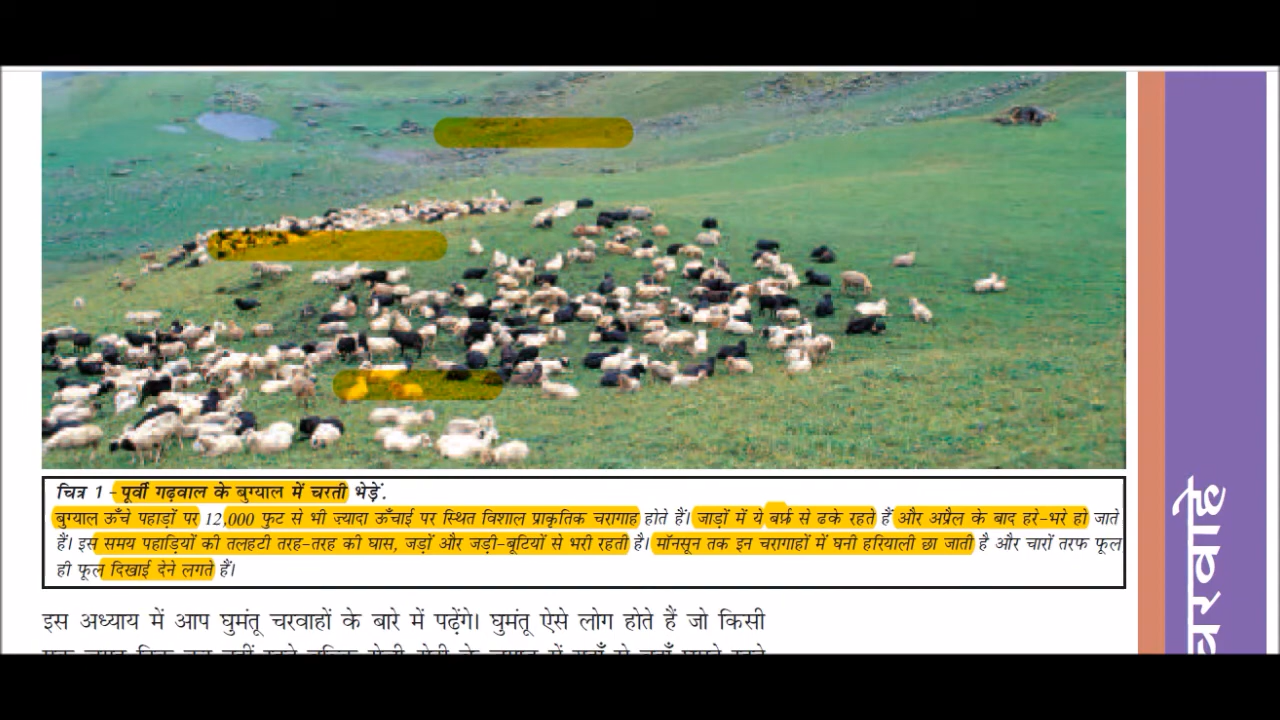 चित्र 1 - पूर्वी गढ़वाल के बुग्याल में चरती भेड़ें.
बुग्याल ऊँचे पहाड़ों पर 12,000 फुट से भी ज़्यादा ऊँचाई पर स्थित विशाल प्राकृतिक चरागाह होते हैं। जाड़ों में ये बर्फ़ से ढके रहते हैं और अप्रैल के बाद हरे-भरे हो जाते
हैं। इस समय पहाड़ियों की तलहटी तरह-तरह की घास, जड़ों और जड़ी-बूटियों से भरी रहती है। मॉनसून तक इन चरागाहों में घनी हरियाली छा जाती है और चारों तरफ फूल
ही फूल दिखाई देने लगते हैं।
इस अध्याय में आप घुमंतू चरवाहों के बारे में पढ़ेंगे। घुमंतू ऐसे लोग होते हैं जो किसी